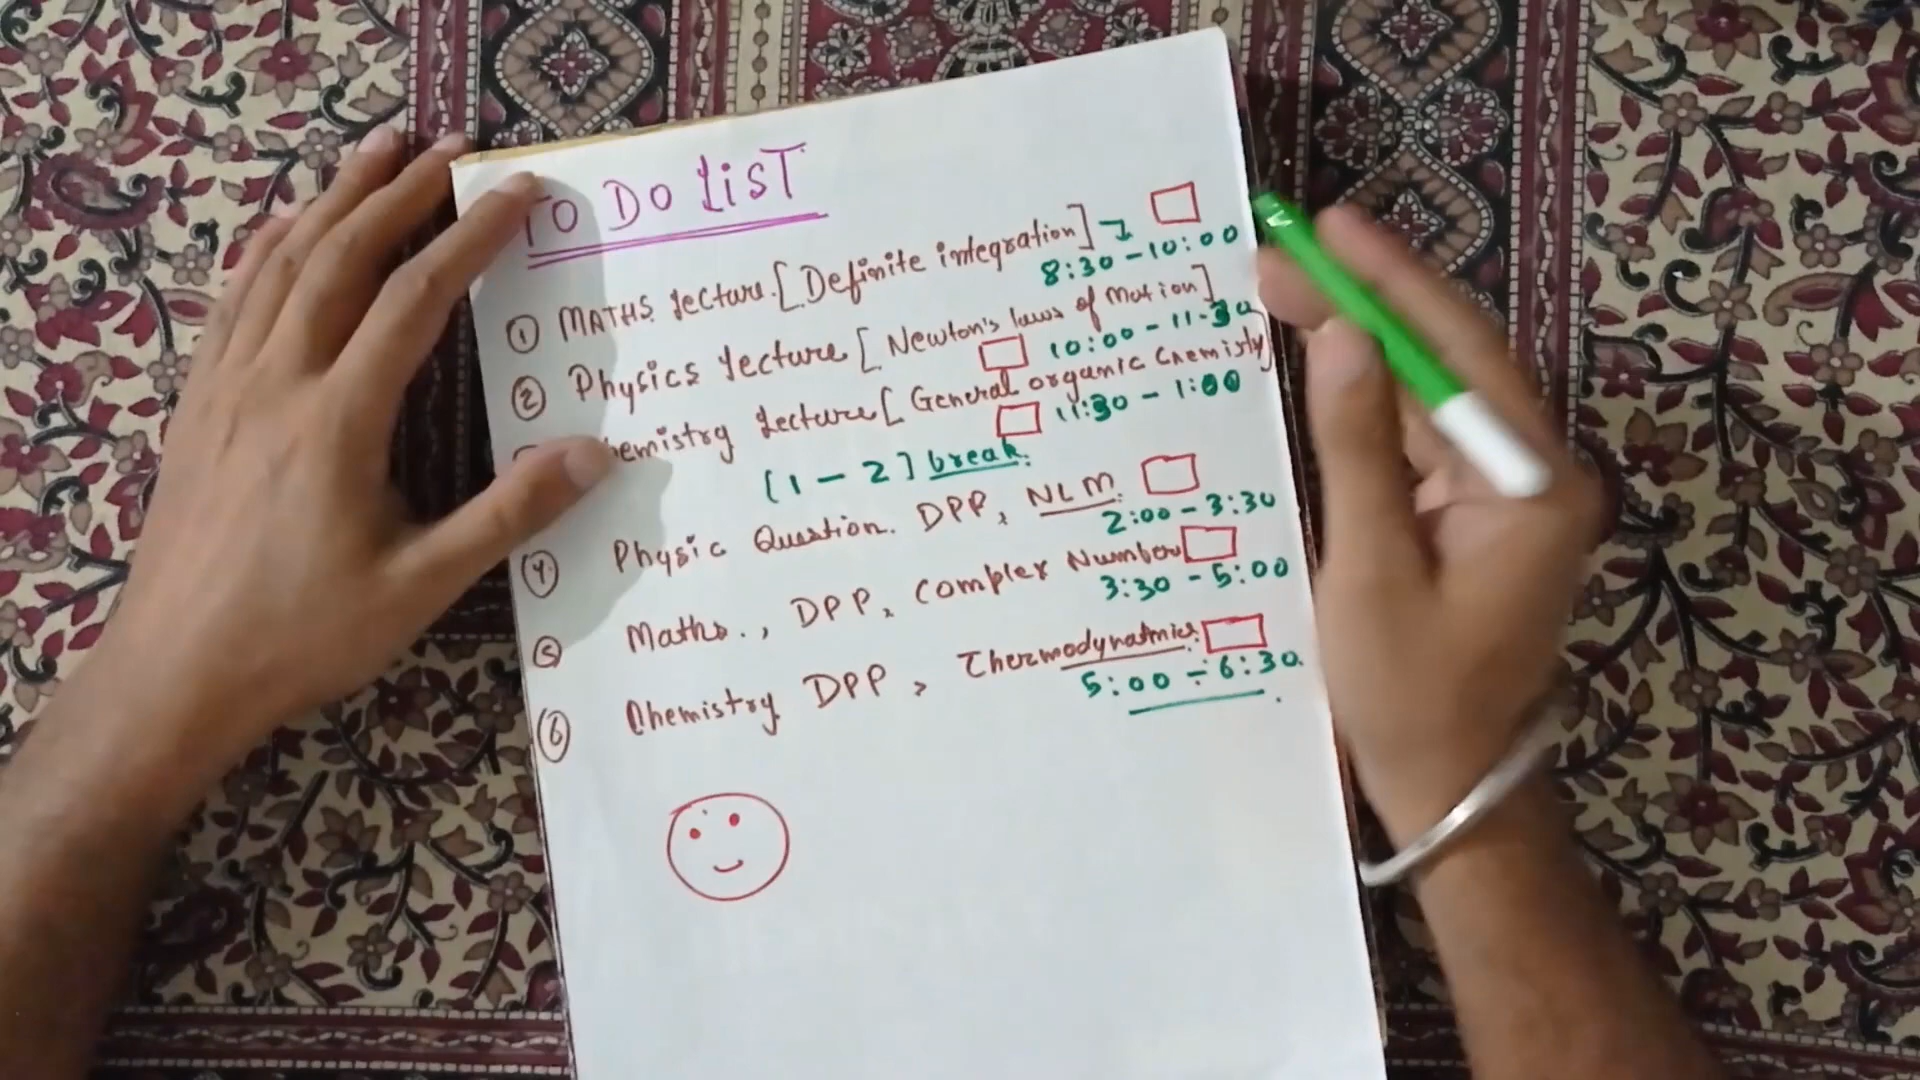 TO DO LiST
① MATHS lecture. [Definite integration]
8:30 - 10:00
② Physics lecture [Newton's laws of Motion]
10:00 - 11-30
emistry lecture [General organic Chemistry]
11:30 - 1:00
[1 - 2] break.
④ Physic Question. DPP, NLM.
2:00 - 3:30
⑤ Maths., DPP, Complex Number
3:30 - 5:00
⑥ Chemistry DPP, Thermodynatmics.
5:00 - 6:30.